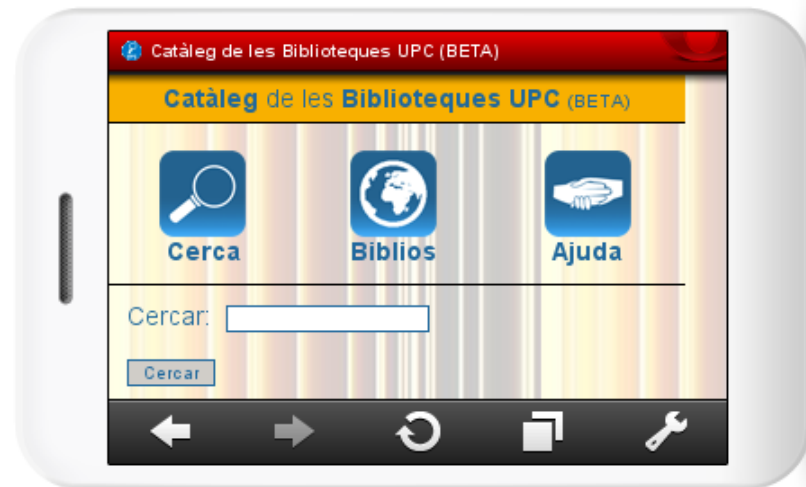 Catàleg de les Biblioteques UPC (BETA)
Catàleg de les Biblioteques UPC (BETA)
Cerca Biblios Ajuda
Cercar:
Cercar